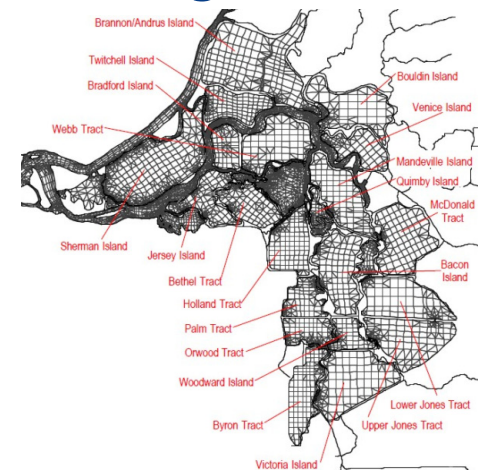 Brannon/Andrus Island
Twitchell Island
Bradford Island
Webb Tract
Bouldin Island
Venice Island
Mandeville Island
Quimby Island
McDonald
Tract
Sherman Island
Jersey Island
Bethel Tract
Bacon
Island
Holland Tract
Palm Tract
Orwood Tract
Woodward Island
Lower Jones Tract
Byron Tract
Upper Jones Tract
Victoria Island